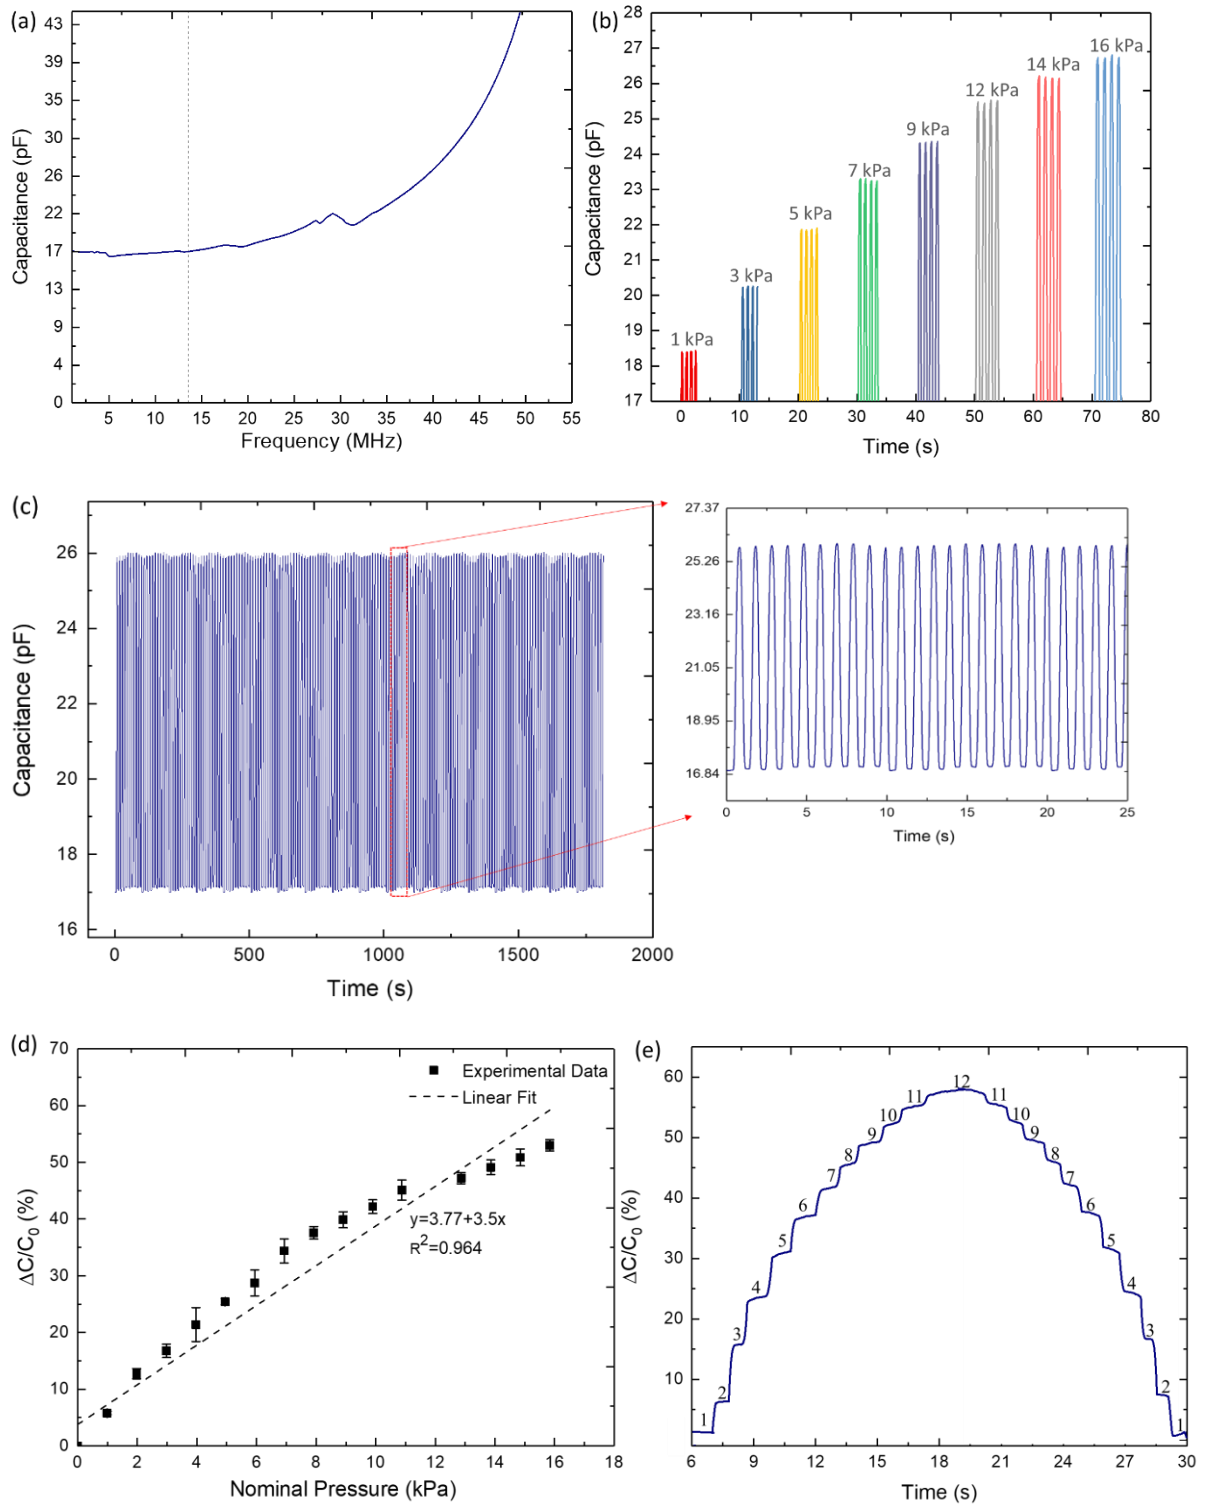 (a)
43
39
35
30
26
22
17
13
9
4
0
Capacitance (pF)
5 10 15 20 25 30 35 40 45 50 55
Frequency (MHz)
(b)
28
27
26
25
24
23
22
21
20
19
18
17
Capacitance (pF)
1 kPa
3 kPa
5 kPa
7 kPa
9 kPa
12 kPa
14 kPa
16 kPa
0 10 20 30 40 50 60 70 80
Time (s)
(c)
26
24
22
20
18
16
Capacitance (pF)
0 500 1000 1500 2000
Time (s)
27.37
25.26
23.16
21.05
18.95
16.84
0 5 10 15 20 25
Time (s)
(d)
70
60
50
40
30
20
10
0
ΔC/C0 (%)
Experimental Data
Linear Fit
y=3.77+3.5x
R2=0.964
0 2 4 6 8 10 12 14 16 18
Nominal Pressure (kPa)
(e)
60
50
40
30
20
10
ΔC/C0 (%)
1 2 3 4 5 6 7 8 9 10 11 12 11 10 9 8 7 6 5 4 3 2 1
6 9 12 15 18 21 24 27 30
Time (s)